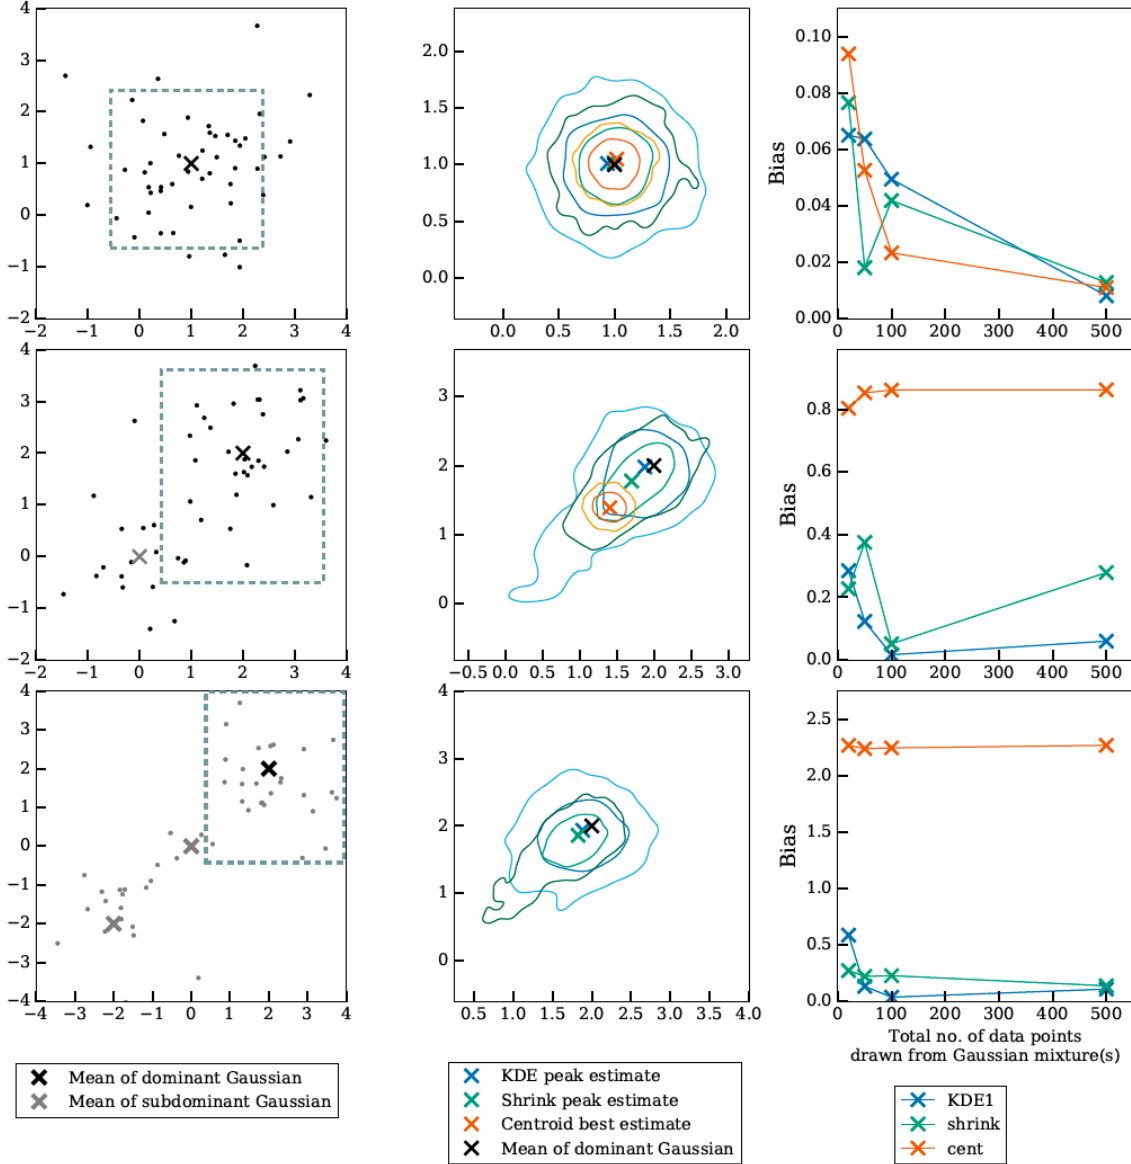 4
3
2
1
0
−1
−2
−2 −1 0 1 2 3 4
2.0
1.5
1.0
0.5
0.0
0.0 0.5 1.0 1.5 2.0
Bias
0.10
0.08
0.06
0.04
0.02
0.00
0 100 200 300 400 500
4
3
2
1
0
−1
−2
−2 −1 0 1 2 3 4
3
2
1
0
−0.5 0.0 0.5 1.0 1.5 2.0 2.5 3.0
Bias
0.8
0.6
0.4
0.2
0.0
0 100 200 300 400 500
4
3
2
1
0
−1
−2
−3
−4
−4 −3 −2 −1 0 1 2 3 4
4
3
2
1
0
0.5 1.0 1.5 2.0 2.5 3.0 3.5 4.0
Bias
2.5
2.0
1.5
1.0
0.5
0.0
0 100 200 300 400 500
Total no. of data points
drawn from Gaussian mixture(s)
Mean of dominant Gaussian
Mean of subdominant Gaussian
KDE peak estimate
Shrink peak estimate
Centroid best estimate
Mean of dominant Gaussian
KDE1
shrink
cent